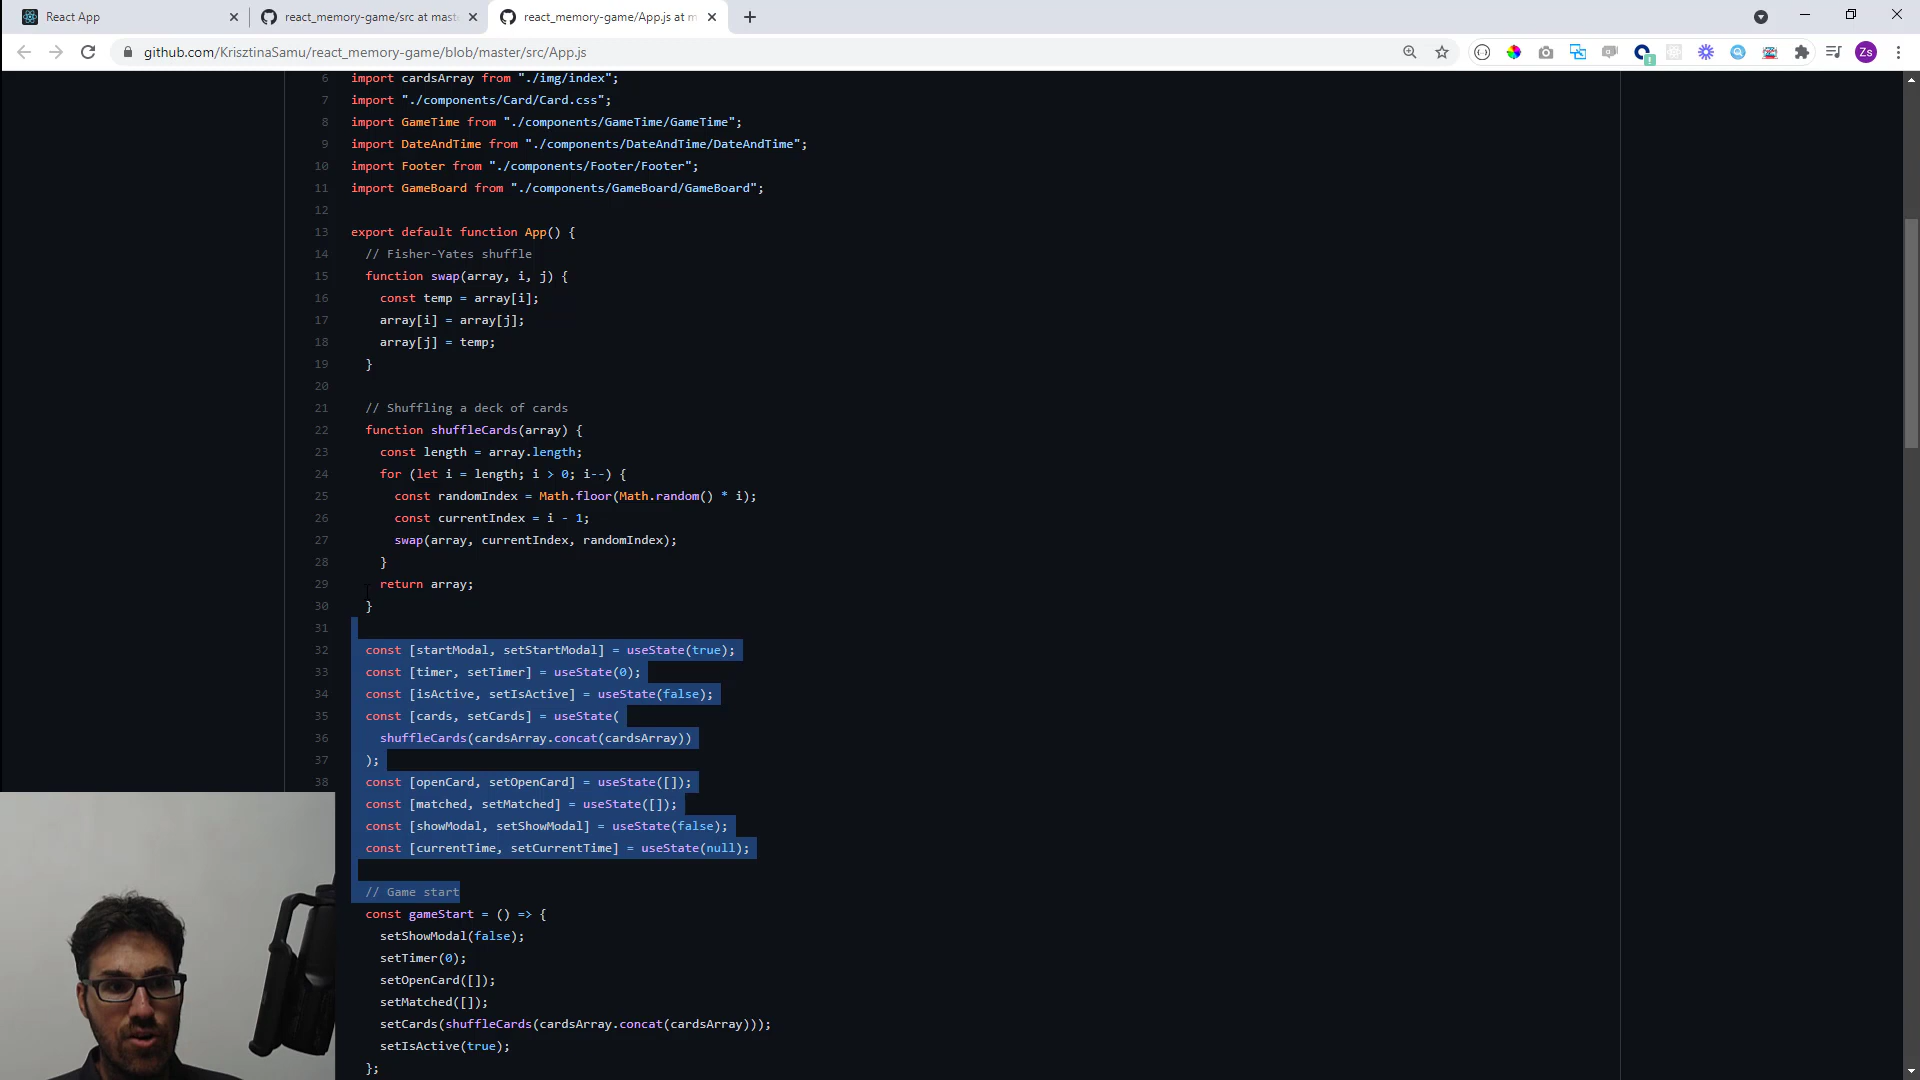 React App
react_memory-game/src at mast
react_memory-game/App.js at m
github.com/KrisztinaSamu/react_memory-game/blob/master/src/App.js
Zs
6 import cardsArray from "./img/index";
7 import "./components/Card/Card.css";
8 import GameTime from "./components/GameTime/GameTime";
9 import DateAndTime from "./components/DateAndTime/DateAndTime";
10 import Footer from "./components/Footer/Footer";
11 import GameBoard from "./components/GameBoard/GameBoard";
12
13 export default function App() {
14 // Fisher-Yates shuffle
15 function swap(array, i, j) {
16 const temp = array[i];
17 array[i] = array[j];
18 array[j] = temp;
19 }
20
21 // Shuffling a deck of cards
22 function shuffleCards(array) {
23 const length = array.length;
24 for (let i = length; i > 0; i--) {
25 const randomIndex = Math.floor(Math.random() * i);
26 const currentIndex = i - 1;
27 swap(array, currentIndex, randomIndex);
28 }
29 return array;
30 }
31
32 const [startModal, setStartModal] = useState(true);
33 const [timer, setTimer] = useState(0);
34 const [isActive, setIsActive] = useState(false);
35 const [cards, setCards] = useState(
36 shuffleCards(cardsArray.concat(cardsArray))
37 );
38 const [openCard, setOpenCard] = useState([]);
const [matched, setMatched] = useState([]);
const [showModal, setShowModal] = useState(false);
const [currentTime, setCurrentTime] = useState(null);
// Game start
const gameStart = () => {
setShowModal(false);
setTimer(0);
setOpenCard([]);
setMatched([]);
setCards(shuffleCards(cardsArray.concat(cardsArray)));
setIsActive(true);
};